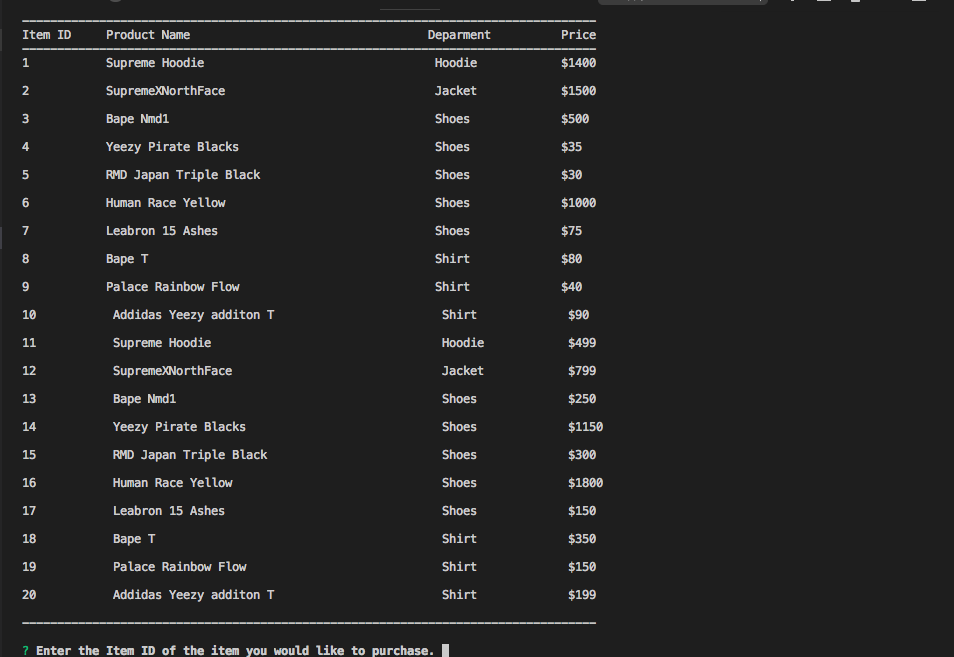 Item ID Product Name Deparment Price
1 Supreme Hoodie Hoodie $1400
2 SupremeXNorthFace Jacket $1500
3 Bape Nmd1 Shoes $500
4 Yeezy Pirate Blacks Shoes $35
5 RMD Japan Triple Black Shoes $30
6 Human Race Yellow Shoes $1000
7 Leabron 15 Ashes Shoes $75
8 Bape T Shirt $80
9 Palace Rainbow Flow Shirt $40
10 Addidas Yeezy additon T Shirt $90
11 Supreme Hoodie Hoodie $499
12 SupremeXNorthFace Jacket $799
13 Bape Nmd1 Shoes $250
14 Yeezy Pirate Blacks Shoes $1150
15 RMD Japan Triple Black Shoes $300
16 Human Race Yellow Shoes $1800
17 Leabron 15 Ashes Shoes $150
18 Bape T Shirt $350
19 Palace Rainbow Flow Shirt $150
20 Addidas Yeezy additon T Shirt $199
? Enter the Item ID of the item you would like to purchase.